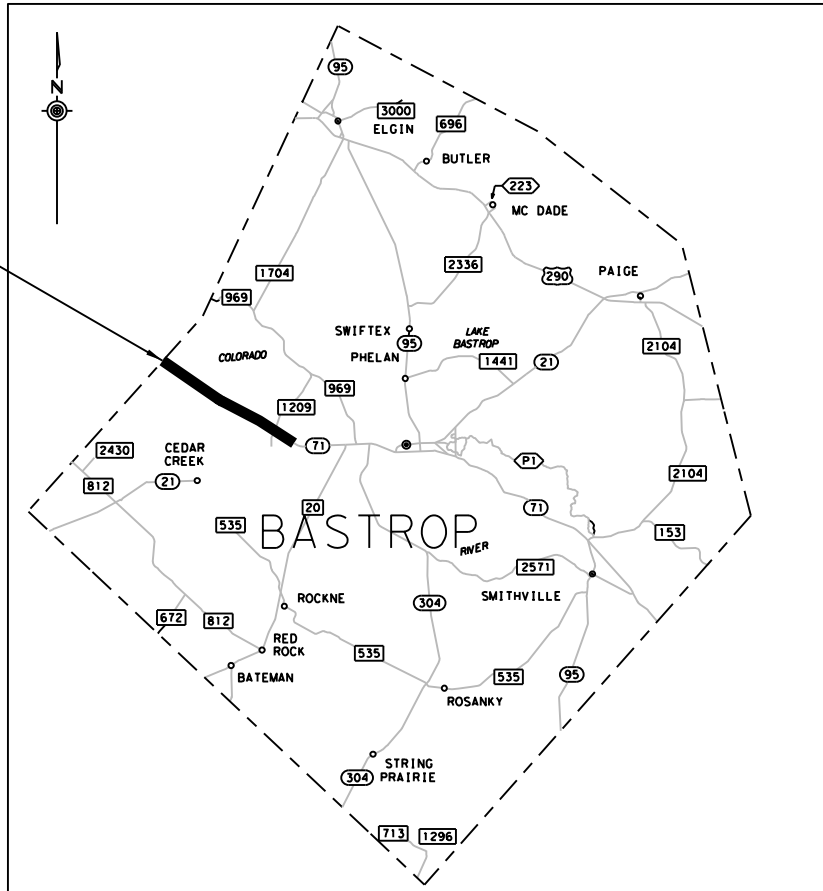 N
95
3000
ELGIN
696
BUTLER
223
MC DADE
1704
2336
290
PAIGE
969
SWIFTEX
95
LAKE
BASTROP
COLORADO
PHELAN
1441
21
2104
969
1209
71
2430
CEDAR
CREEK
P1
812
21
2104
20
71
535
BASTROP
RIVER
153
2571
SMITHVILLE
304
ROCKNE
672
812
RED
ROCK
535
BATEMAN
535
95
ROSANKY
STRING
PRAIRIE
304
713
1296